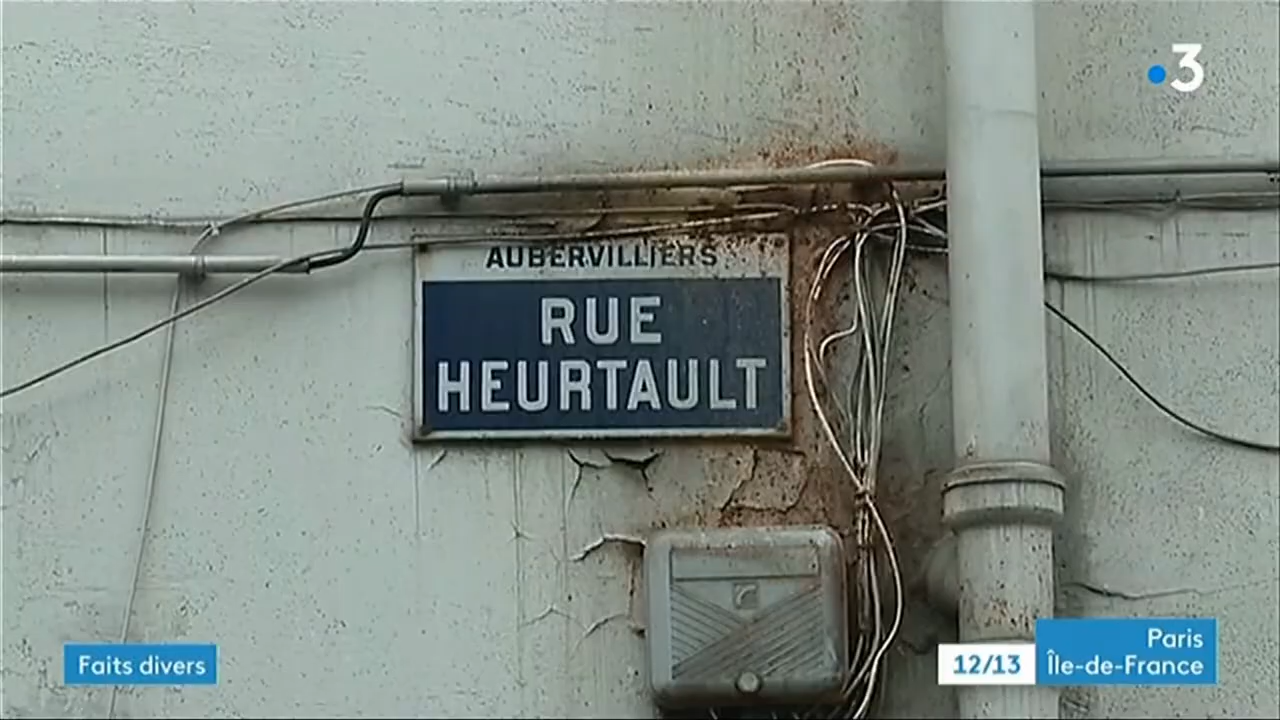 3
AUBERVILLIERS
RUE
HEURTAULT
Faits divers
12/13
Paris
Île-de-France